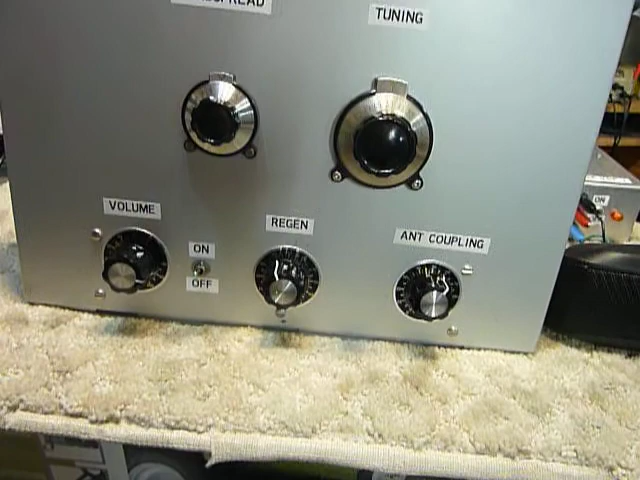 TUNING
VOLUME
REGEN
ANT COUPLING
ON
OFF
ON